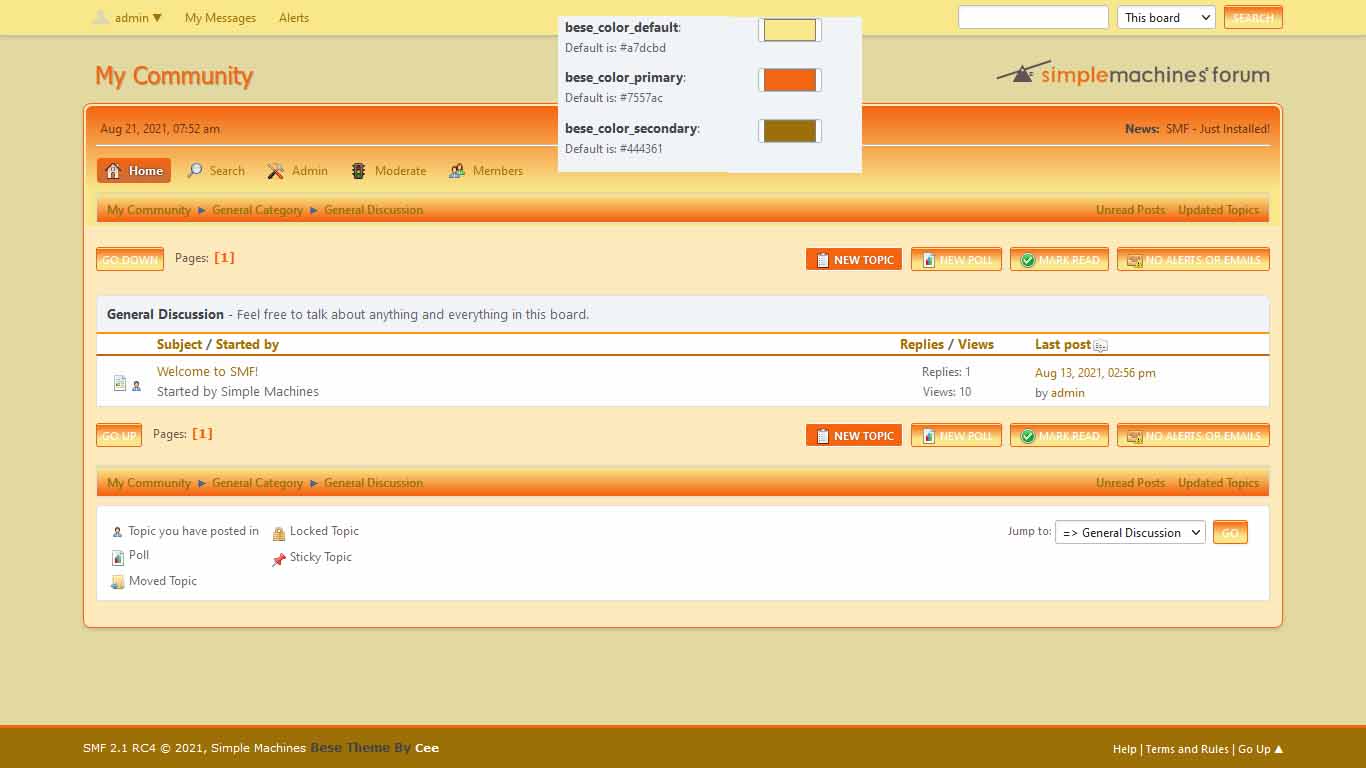 admin ▼ My Messages Alerts This board SEARCH
bese_color_default:
Default is: #a7dcbd
bese_color_primary:
Default is: #7557ac
bese_color_secondary:
Default is: #444361
My Community simplemachines® forum
Aug 21, 2021, 07:52 am News: SMF - Just Installed!
Home Search Admin Moderate Members
My Community ► General Category ► General Discussion Unread Posts Updated Topics
GO DOWN Pages: [1] NEW TOPIC NEW POLL MARK READ NO ALERTS OR EMAILS
General Discussion - Feel free to talk about anything and everything in this board.
Subject / Started by Replies / Views Last post
Welcome to SMF! Replies: 1 Aug 13, 2021, 02:56 pm
Started by Simple Machines Views: 10 by admin
GO UP Pages: [1] NEW TOPIC NEW POLL MARK READ NO ALERTS OR EMAILS
My Community ► General Category ► General Discussion Unread Posts Updated Topics
Topic you have posted in Locked Topic Jump to: => General Discussion GO
Poll Sticky Topic
Moved Topic
SMF 2.1 RC4 © 2021, Simple Machines Bese Theme By Cee Help | Terms and Rules | Go Up ▲